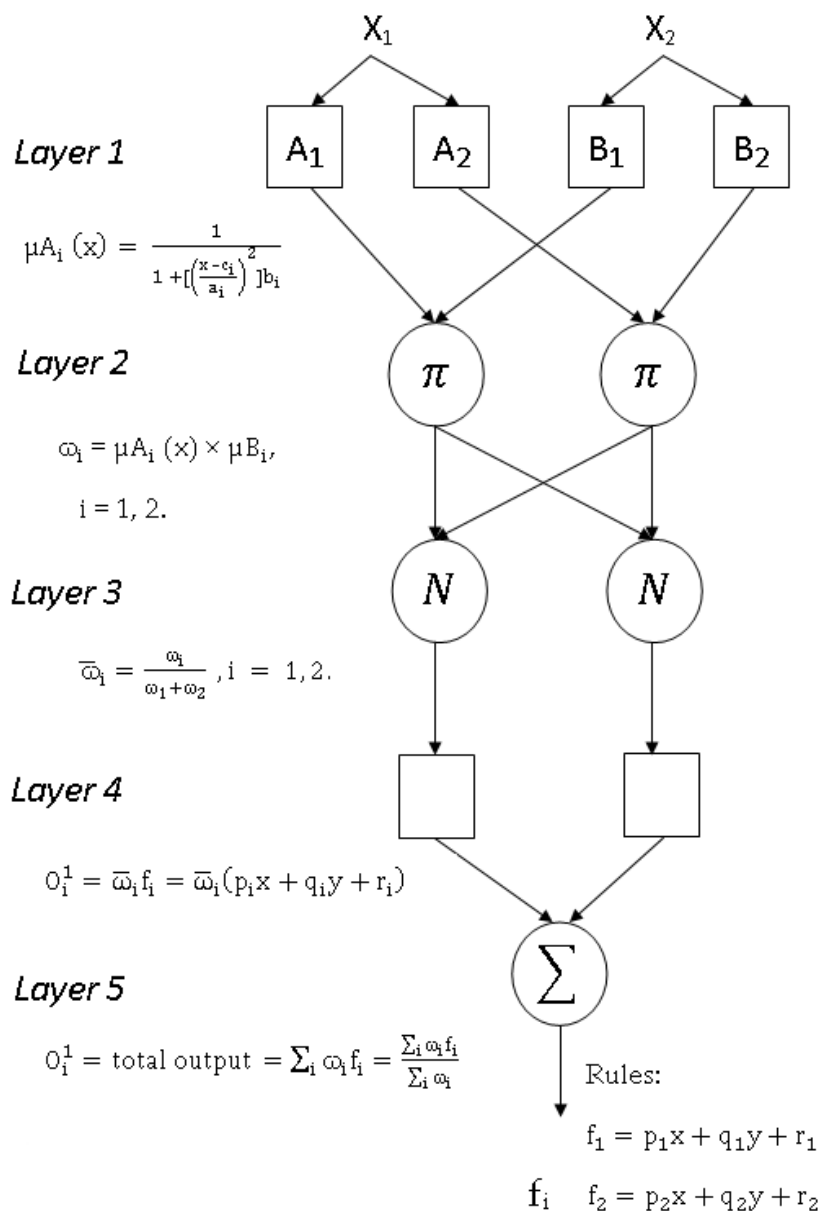 X₁ X₂
A₁ A₂ B₁ B₂
Layer 1
μAᵢ (x) = 1 / 1 +[((x−cᵢ)/aᵢ)²]bᵢ
π π
Layer 2
ωᵢ = μAᵢ (x) × μBᵢ,
i = 1, 2.
N N
Layer 3
ω̅ᵢ = ωᵢ / ω₁+ω₂ , i = 1,2.
Layer 4
Oᵢ¹ = ω̅ᵢfᵢ = ω̅ᵢ(pᵢx + qᵢy + rᵢ)
∑
Layer 5
Oᵢ¹ = total output = ∑ᵢ ωᵢfᵢ = ∑ᵢ ωᵢfᵢ / ∑ᵢ ωᵢ
Rules:
f₁ = p₁x + q₁y + r₁
fᵢ f₂ = p₂x + q₂y + r₂